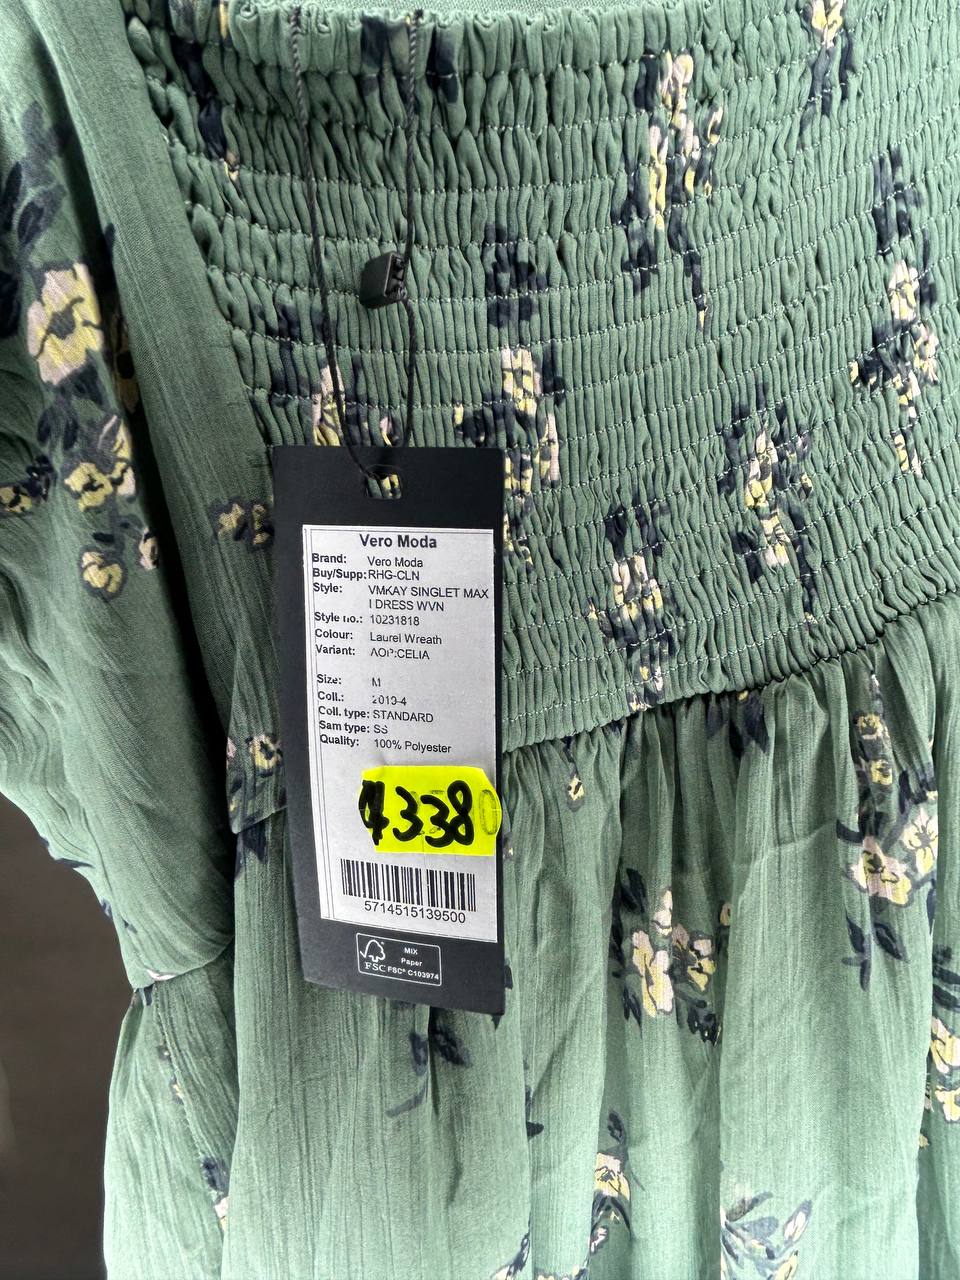 Vero Moda
Brand: Vero Moda
Buy/Supp: RHG-CLN
Style: VMKAY SINGLET MAX
I DRESS WVN
Style no.: 10231818
Colour: Laurel Wreath
Variant: AOP:CELIA
Size: M
Coll.: 2013-4
Coll. type: STANDARD
Sam type: SS
Quality: 100% Polyester
338
5714515139500
MIX
Paper
FSC FSC® C103974